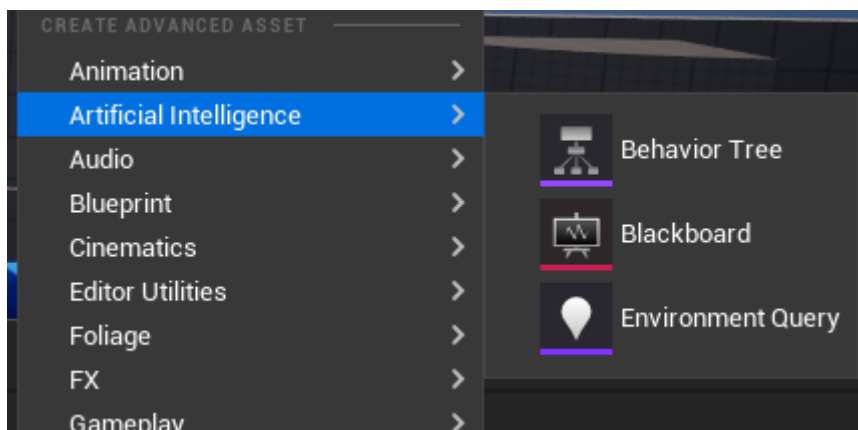 CREATE ADVANCED ASSET
Animation
Artificial Intelligence
Audio
Blueprint
Cinematics
Editor Utilities
Foliage
FX
Gameplay
Behavior Tree
Blackboard
Environment Query